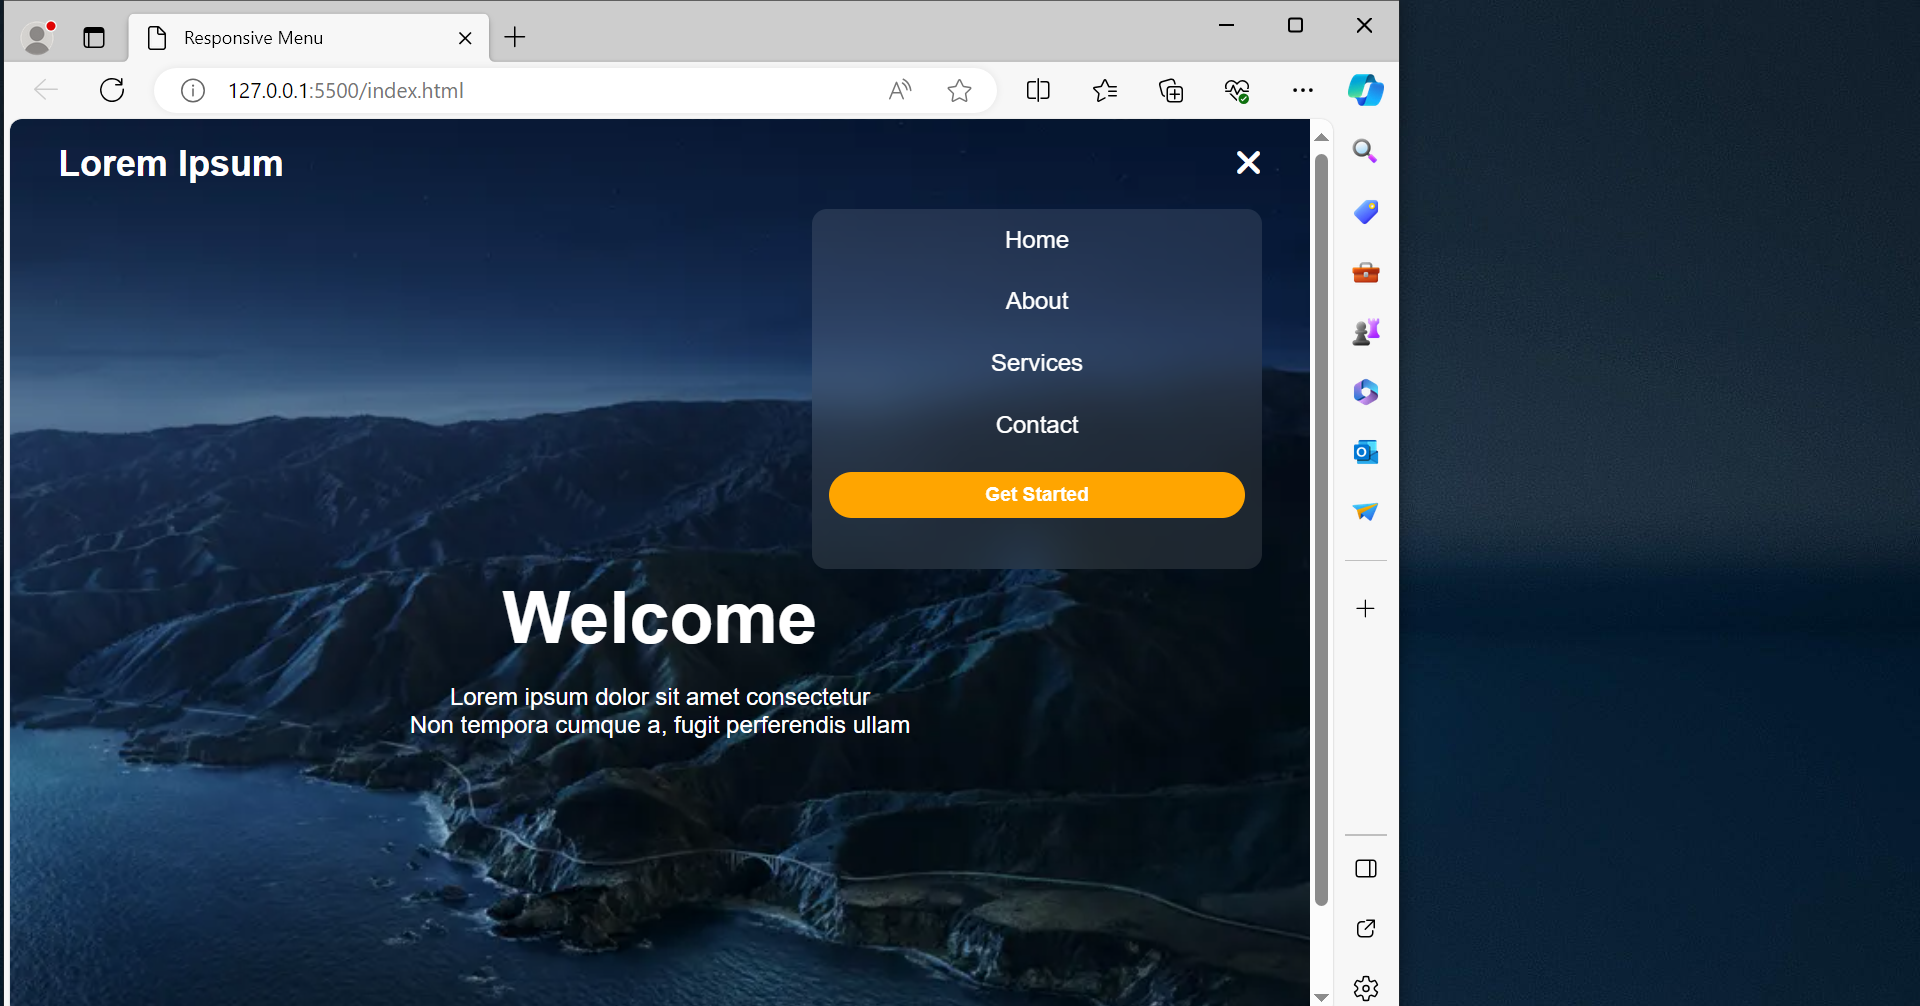 Responsive Menu
127.0.0.1:5500/index.html
Lorem Ipsum
Home
About
Services
Contact
Get Started
Welcome
Lorem ipsum dolor sit amet consectetur
Non tempora cumque a, fugit perferendis ullam